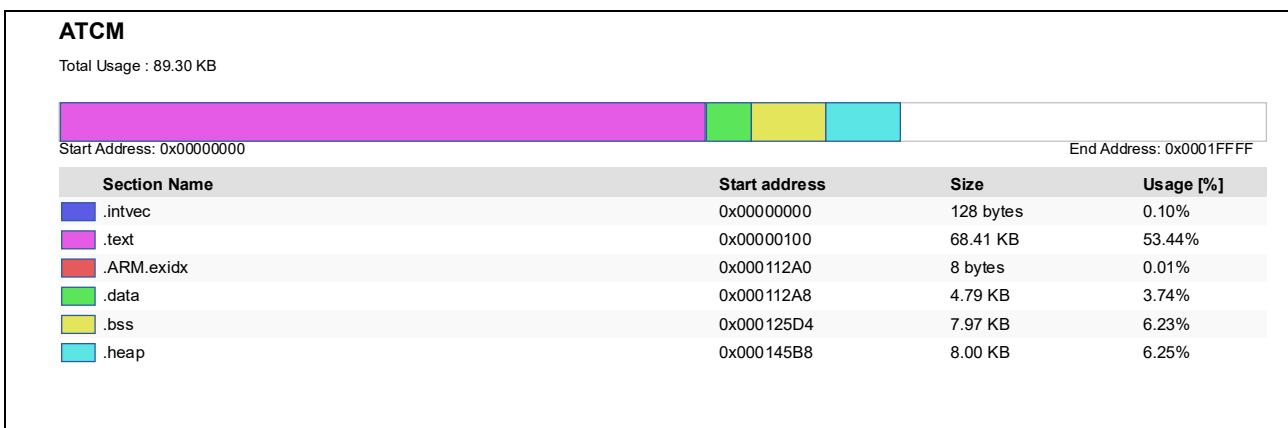 ATCM
Total Usage : 89.30 KB
Start Address: 0x00000000 End Address: 0x0001FFFF
Section Name Start address Size Usage [%]
.intvec 0x00000000 128 bytes 0.10%
.text 0x00000100 68.41 KB 53.44%
.ARM.exidx 0x000112A0 8 bytes 0.01%
.data 0x000112A8 4.79 KB 3.74%
.bss 0x000125D4 7.97 KB 6.23%
.heap 0x000145B8 8.00 KB 6.25%